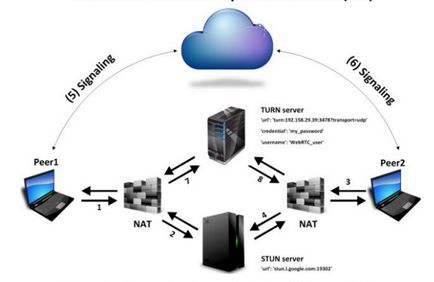 (5) Signaling
(6) Signaling
TURN server
'url': 'turn:192.158.29.39:3478?transport=udp'
'credential': 'my_password'
'username': 'WebRTC_user'
Peer1
Peer2
7
8
1
3
NAT
NAT
2
4
STUN server
'url': 'stun.l.google.com:19302'